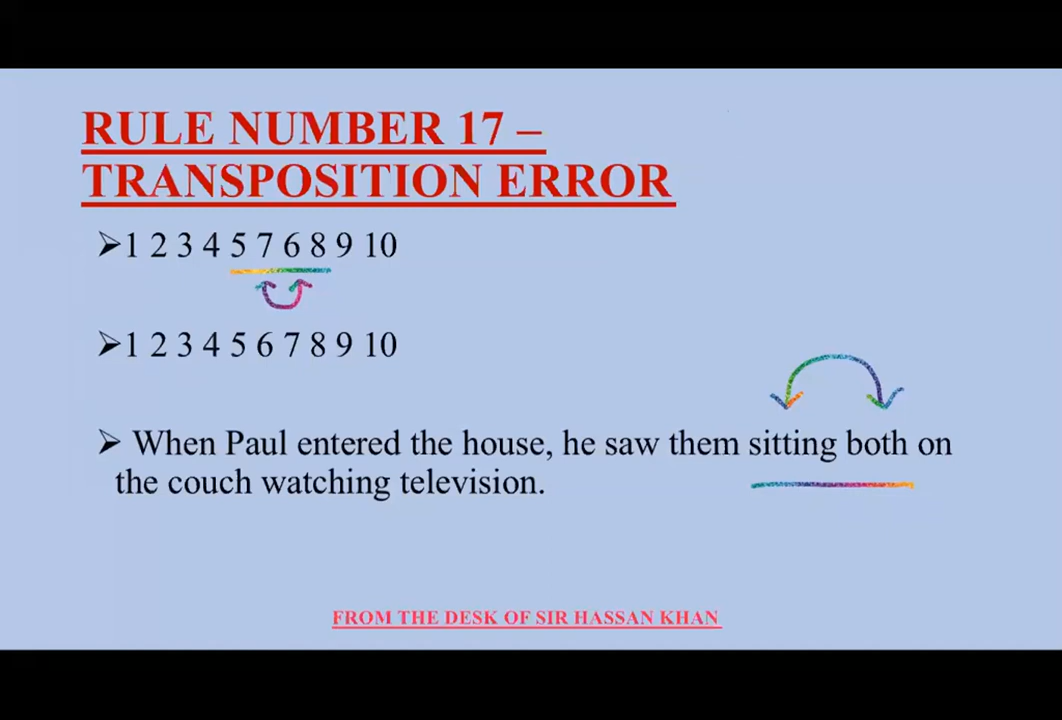 RULE NUMBER 17 –
TRANSPOSITION ERROR
➢1 2 3 4 5 7 6 8 9 10
➢1 2 3 4 5 6 7 8 9 10
➢ When Paul entered the house, he saw them sitting both on
the couch watching television.
FROM THE DESK OF SIR HASSAN KHAN